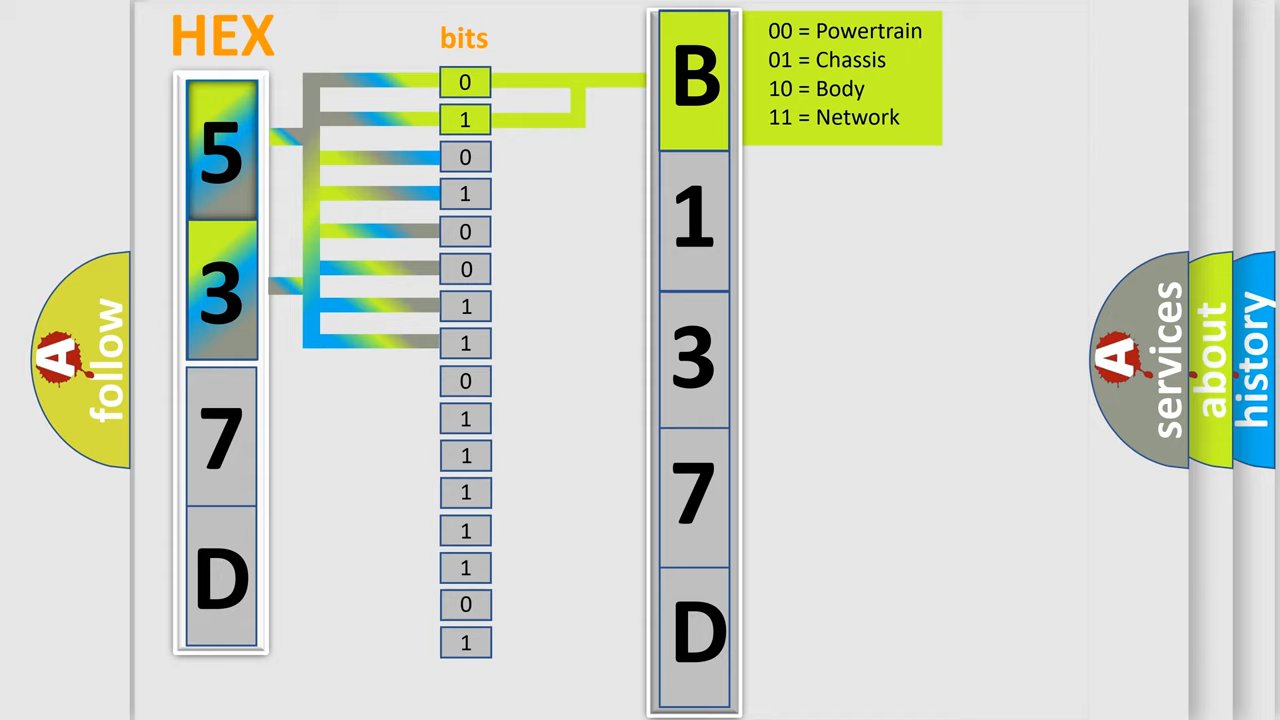 HEX
5
3
7
D
bits
0
1
0
1
0
0
1
1
0
1
1
1
1
1
0
1
B
1
3
7
D
00 = Powertrain
01 = Chassis
10 = Body
11 = Network
A
follow
A
services
about
history